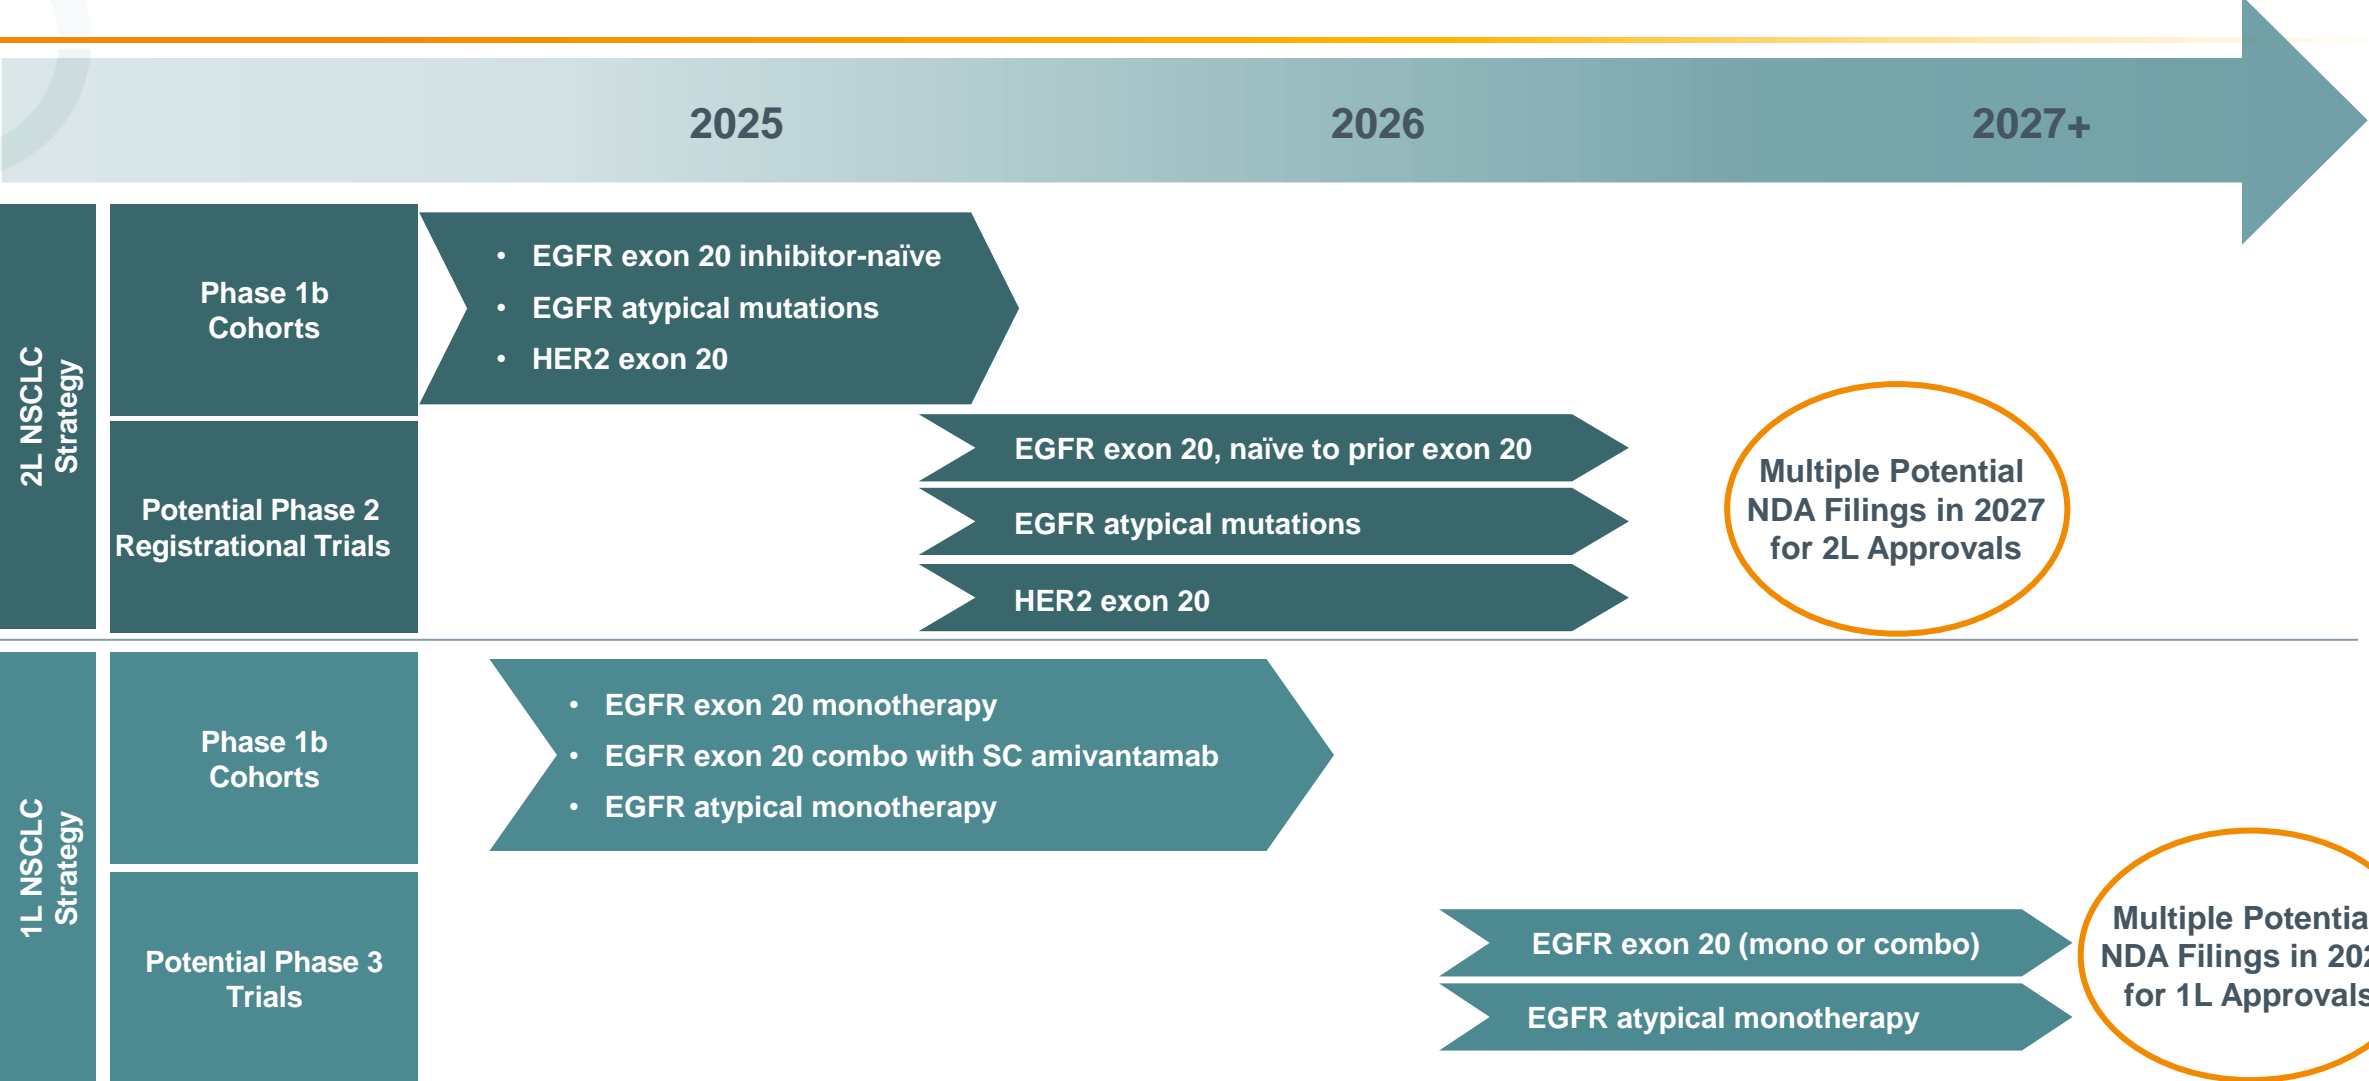 2025
2026
2027+
2L NSCLC
Strategy
Phase 1b
Cohorts
• EGFR exon 20 inhibitor-naïve
• EGFR atypical mutations
• HER2 exon 20
Potential Phase 2
Registrational Trials
EGFR exon 20, naïve to prior exon 20
EGFR atypical mutations
HER2 exon 20
Multiple Potential
NDA Filings in 2027
for 2L Approvals
1L NSCLC
Strategy
Phase 1b
Cohorts
• EGFR exon 20 monotherapy
• EGFR exon 20 combo with SC amivantamab
• EGFR atypical monotherapy
Potential Phase 3
Trials
EGFR exon 20 (mono or combo)
EGFR atypical monotherapy
Multiple Potentia
NDA Filings in
for 1L Approvals